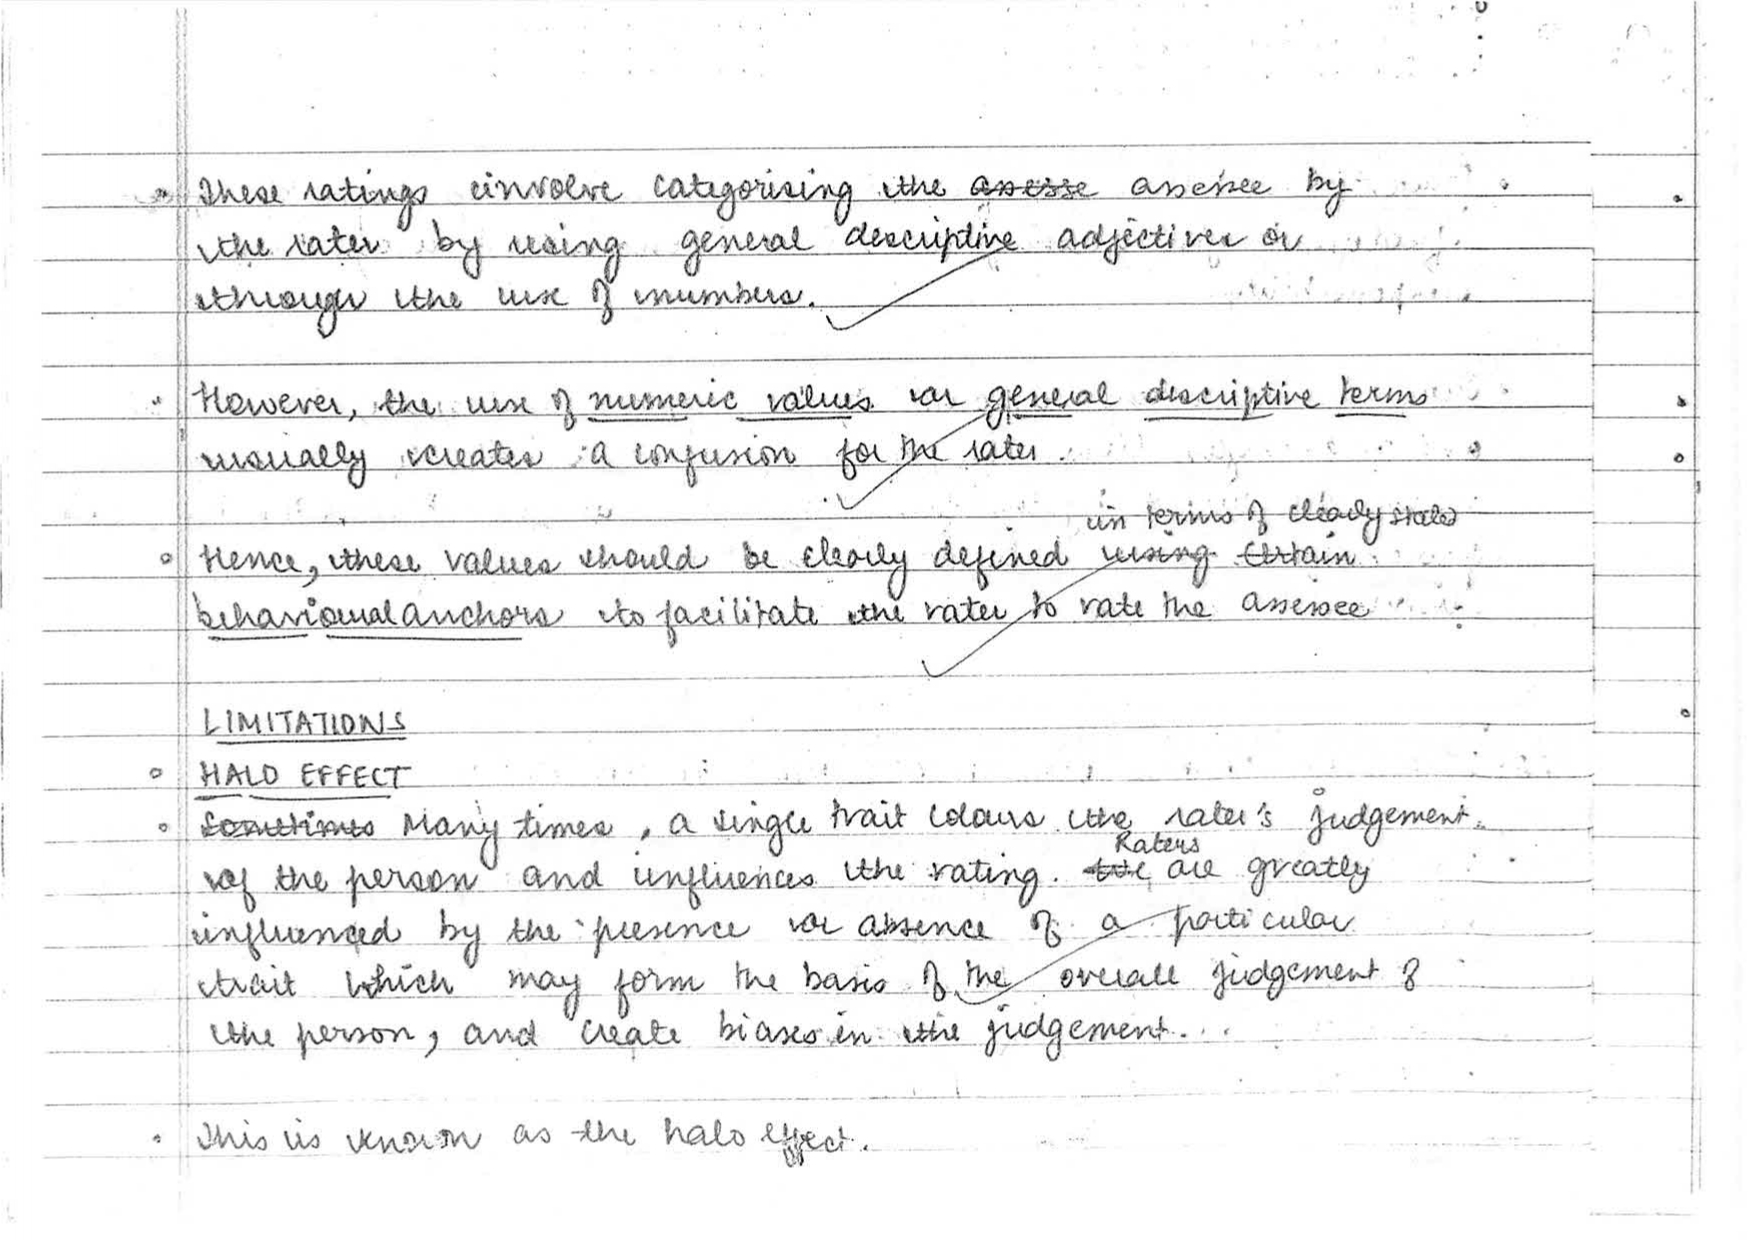 • These ratings involve categorising the assesse assessee by
the rater by using general descriptive adjectives or
through the use of numbers.
• However, the use of numeric values or general descriptive terms
usually creates a confusion for the rater.
in terms of clearly stated
• Hence, these values should be clearly defined using certain
behavioural anchors to facilitate the rater to rate the assessee
LIMITATIONS
• HALO EFFECT
• Sometimes Many times, a single trait colours the rater's judgement
Raters
of the person and influences the rating. are greatly
influenced by the presence or absence of a particular
trait which may form the basis of the overall judgement of
the person, and create biases in the judgement.
• This is known as the halo effect.